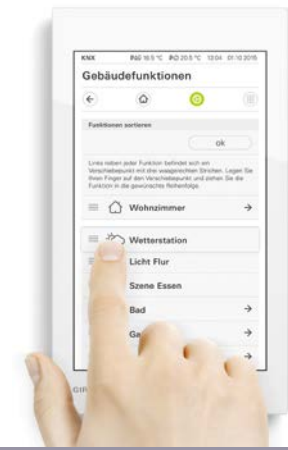 KNX
Gebäudefunktionen
Funktionen sortieren
ok
Links neben jeder Funktion befindet sich ein
Verschiebepunkt mit drei waagerechten Strichen. Legen Sie
Ihren Finger auf den Verschiebepunkt und ziehen Sie die
Funktion in die gewünschte Reihenfolge.
Wohnzimmer
Wetterstation
Licht Flur
Szene Essen
Bad